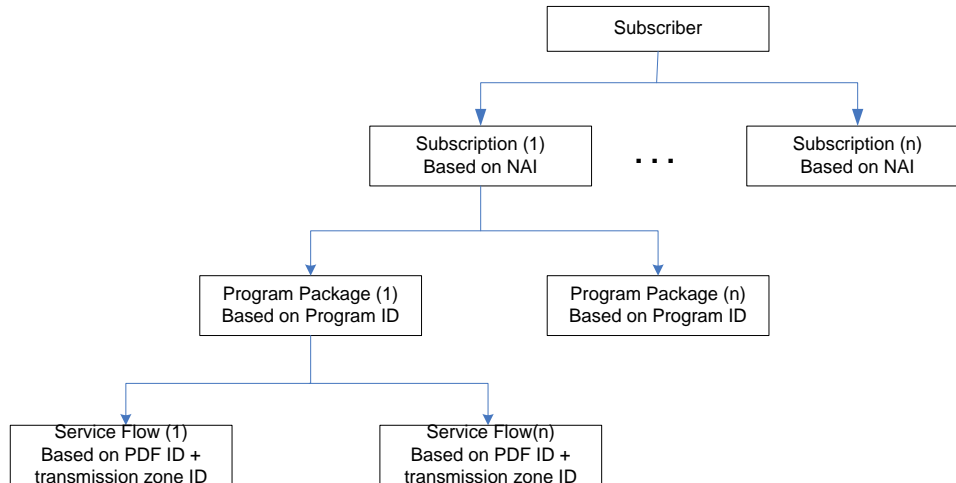 Subscriber
Subscription (1)
Based on NAI
. . .
Subscription (n)
Based on NAI
Program Package (1)
Based on Program ID
Program Package (n)
Based on Program ID
Service Flow (1)
Based on PDF ID +
transmission zone ID
Service Flow(n)
Based on PDF ID +
transmission zone ID